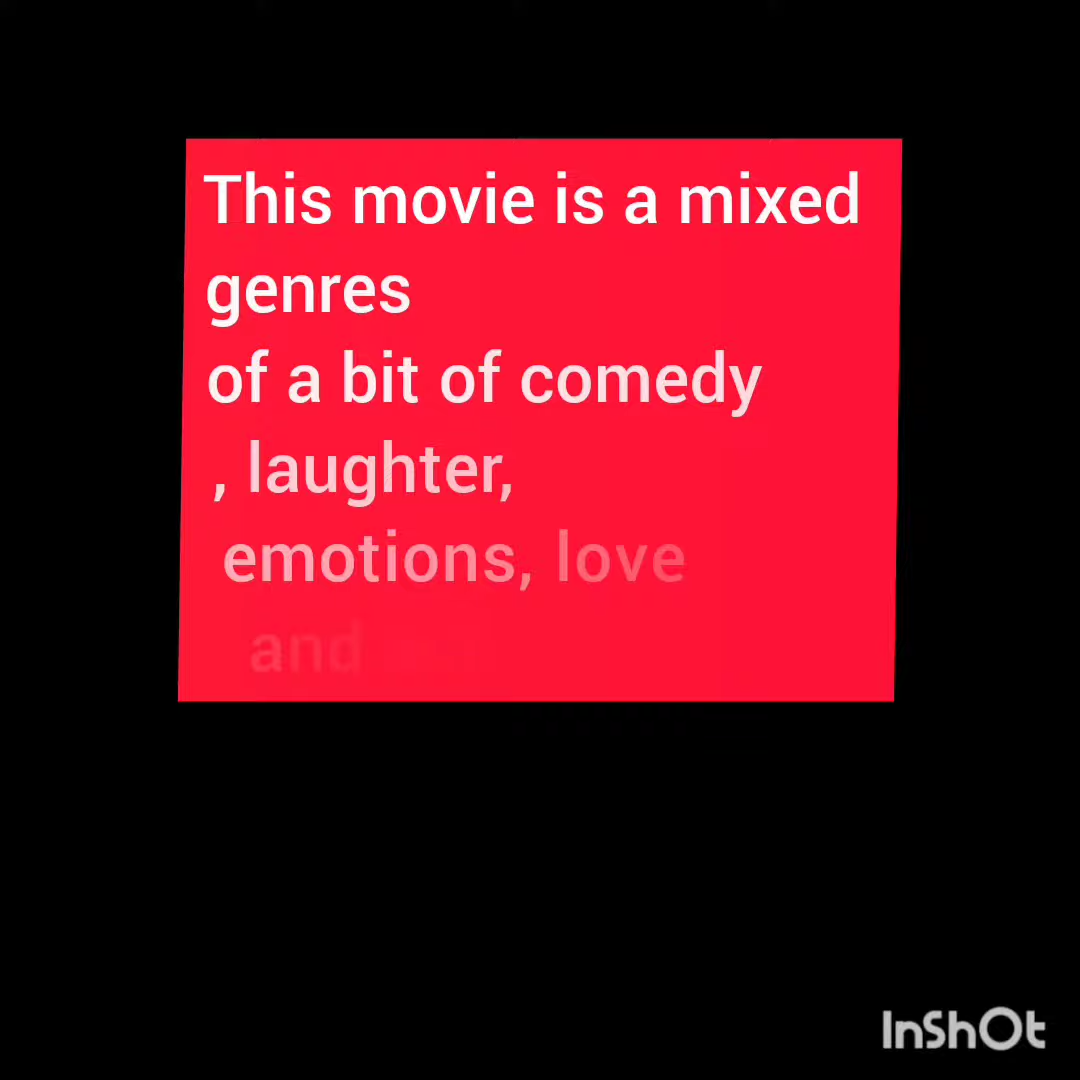 This movie is a mixed
genres
of a bit of comedy
, laughter,
emotions, love
and
InShOt